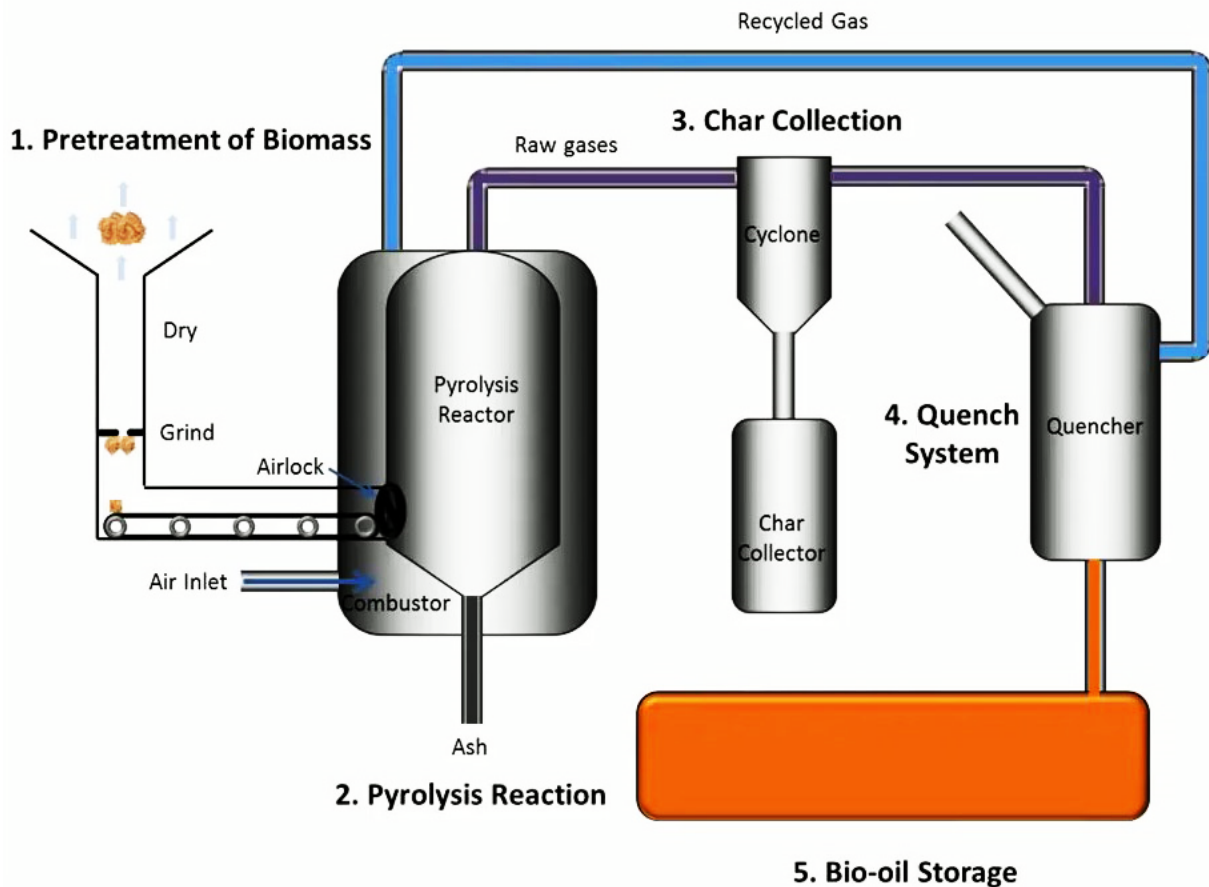 Recycled Gas
1. Pretreatment of Biomass
3. Char Collection
Raw gases
Cyclone
Dry
Pyrolysis
Reactor
Grind
4. Quench
System
Quencher
Airlock
Char
Collector
Air Inlet
Combustor
Ash
2. Pyrolysis Reaction
5. Bio-oil Storage